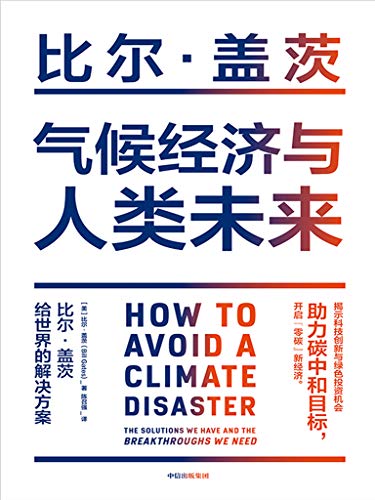 比尔·盖茨
气候经济与
人类未来
比尔·盖茨
给世界的解决方案
[美] 比尔·盖茨(Bill Gates)_著 陈召强_译
HOW TO
AVOID A
CLIMATE
DISASTER
THE SOLUTIONS
WE HAVE AND THE
BREAKTHROUGHS WE NEED
揭示科技创新与绿色投资机会
助力碳中和目标，
开启「零碳」新经济。
中信出版集团